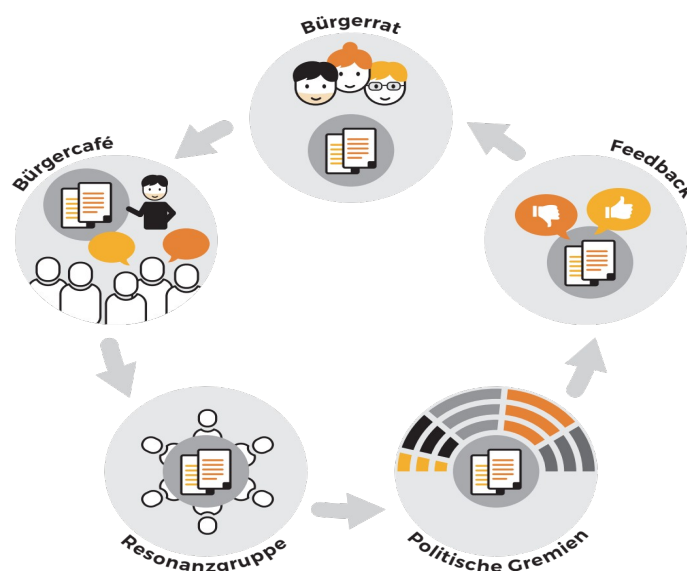 Bürgerrat
Bürgercafé
Feedback
Resonanzgruppe
Politische Gremien